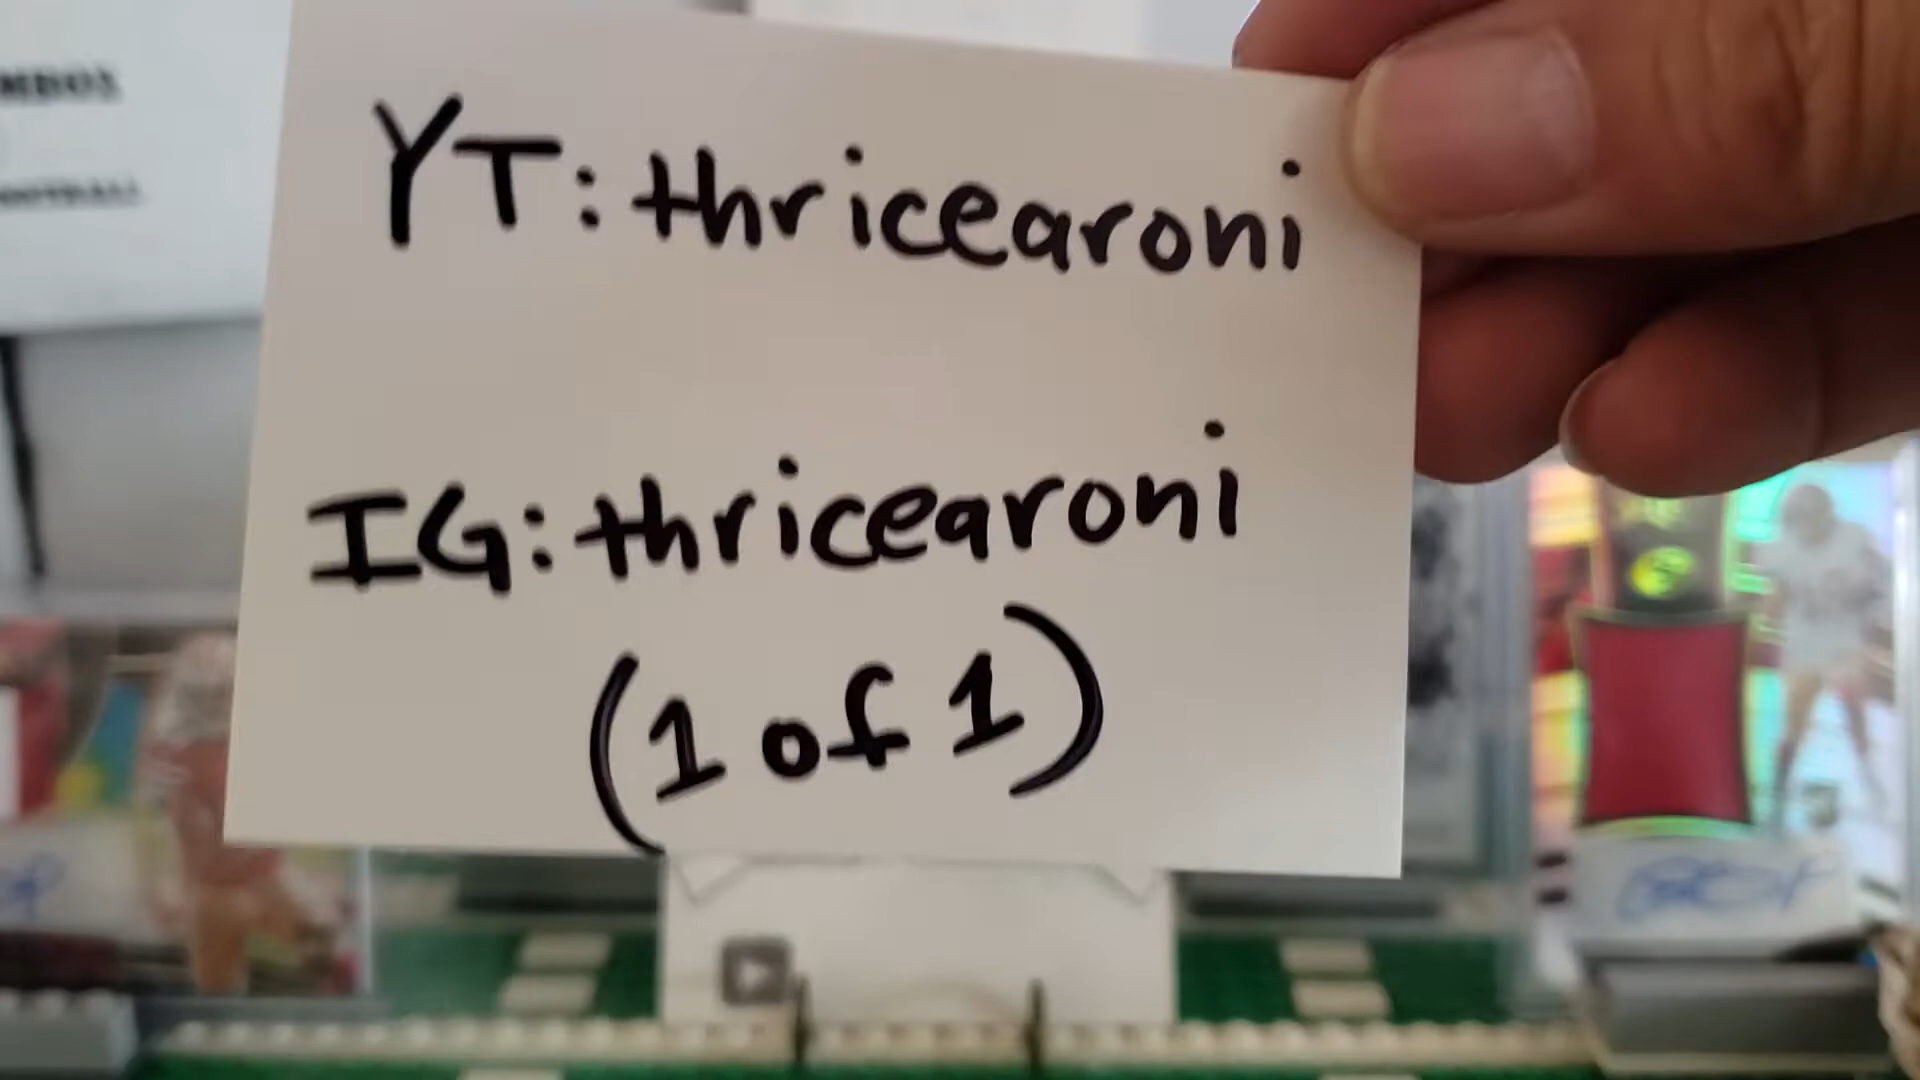 YT: thricearoni
IG: thricearoni
(1 of 1)